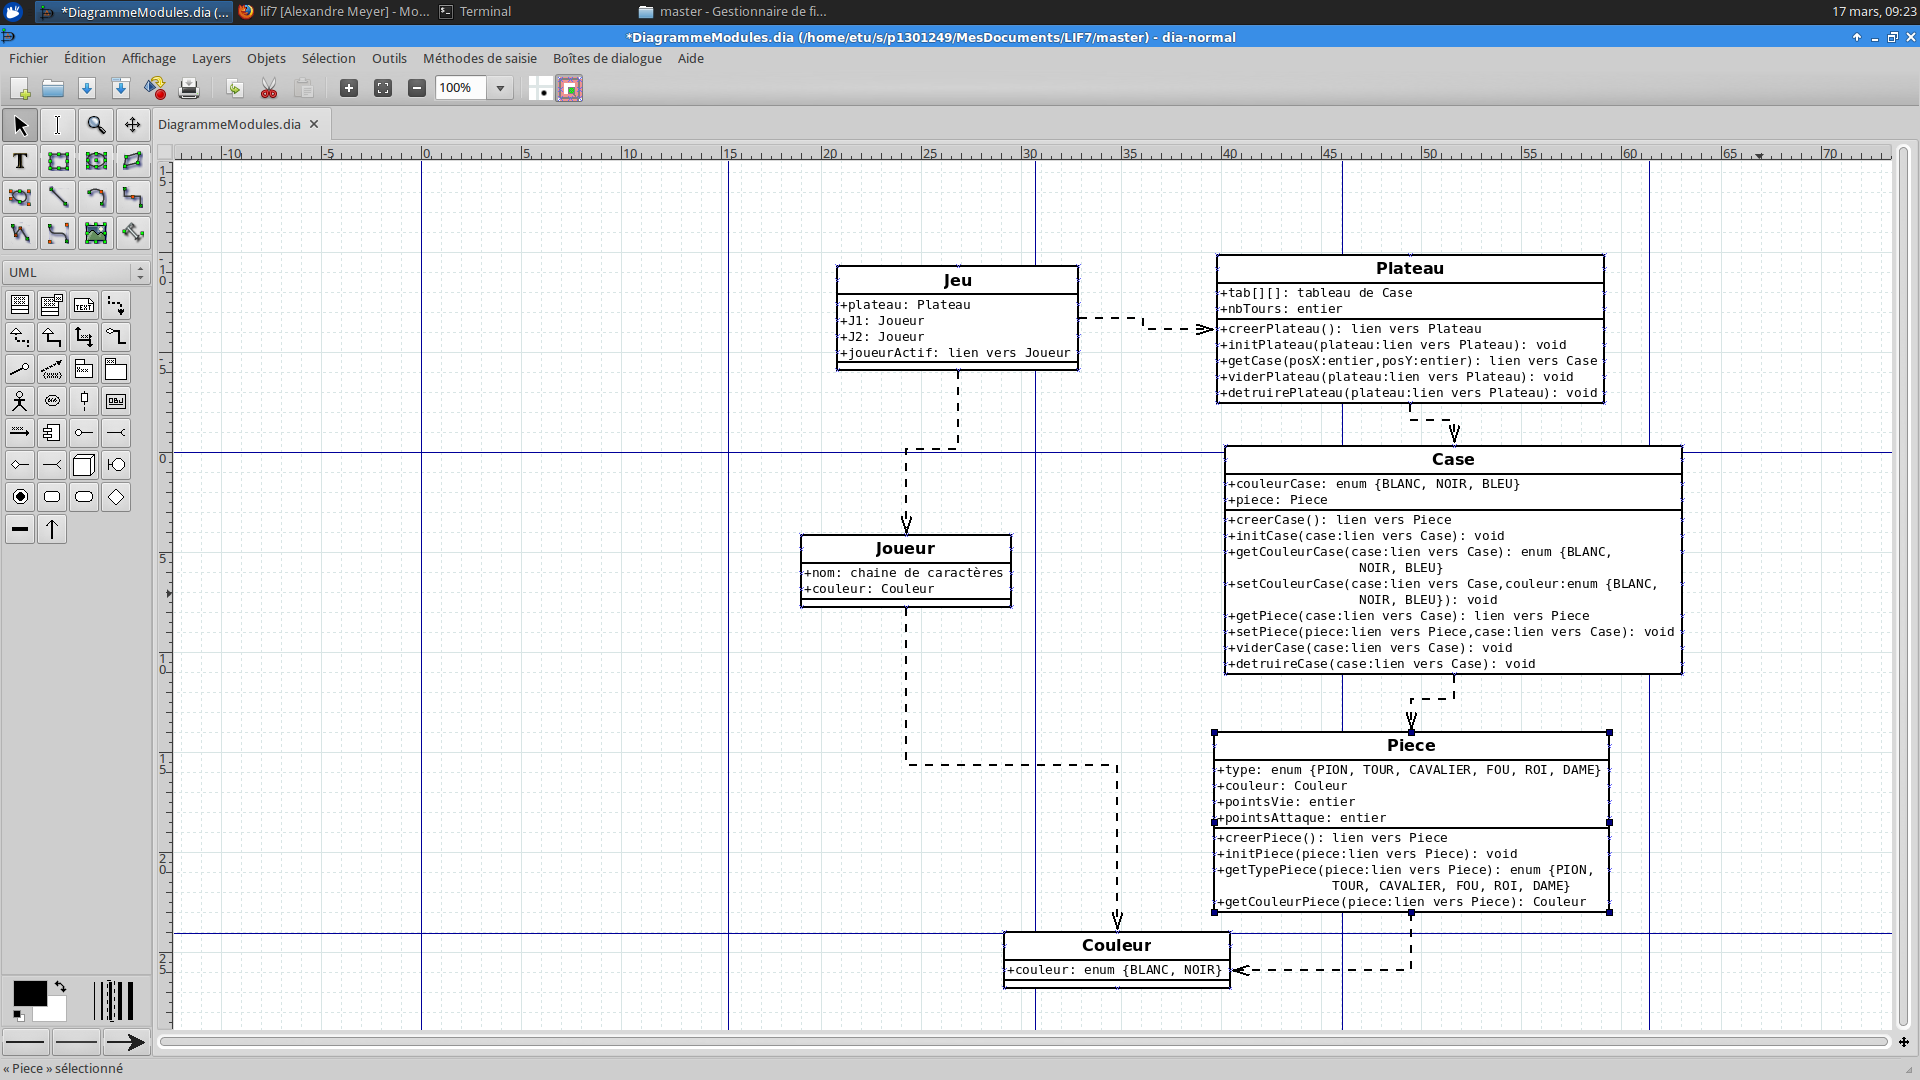 *DiagrammeModules.dia (...
lif7 [Alexandre Meyer] - Mo...
Terminal
master - Gestionnaire de fi...
17 mars, 09:23
*DiagrammeModules.dia (/home/etu/s/p1301249/MesDocuments/LIF7/master) - dia-normal
Fichier Édition Affichage Layers Objets Sélection Outils Méthodes de saisie Boîtes de dialogue Aide
100%
DiagrammeModules.dia
-10 -5 0 5 10 15 20 25 30 35 40 45 50 55 60 65 70
UML
Jeu
+plateau: Plateau
+J1: Joueur
+J2: Joueur
+joueurActif: lien vers Joueur
Plateau
+tab[][]: tableau de Case
+nbTours: entier
+creerPlateau(): lien vers Plateau
+initPlateau(plateau:lien vers Plateau): void
+getCase(posX:entier,posY:entier): lien vers Case
+viderPlateau(plateau:lien vers Plateau): void
+detruirePlateau(plateau:lien vers Plateau): void
Case
+couleurCase: enum {BLANC, NOIR, BLEU}
+piece: Piece
+creerCase(): lien vers Piece
+initCase(case:lien vers Case): void
+getCouleurCase(case:lien vers Case): enum {BLANC,
NOIR, BLEU}
+setCouleurCase(case:lien vers Case,couleur:enum {BLANC,
NOIR, BLEU}): void
+getPiece(case:lien vers Case): lien vers Piece
+setPiece(piece:lien vers Piece,case:lien vers Case): void
+viderCase(case:lien vers Case): void
+detruireCase(case:lien vers Case): void
Joueur
+nom: chaine de caractères
+couleur: Couleur
Piece
+type: enum {PION, TOUR, CAVALIER, FOU, ROI, DAME}
+couleur: Couleur
+pointsVie: entier
+pointsAttaque: entier
+creerPiece(): lien vers Piece
+initPiece(piece:lien vers Piece): void
+getTypePiece(piece:lien vers Piece): enum {PION,
TOUR, CAVALIER, FOU, ROI, DAME}
+getCouleurPiece(piece:lien vers Piece): Couleur
Couleur
+couleur: enum {BLANC, NOIR}
« Piece » sélectionné